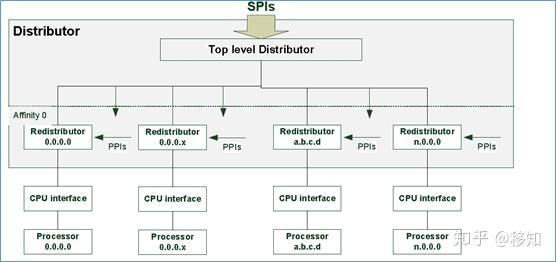 SPIs
Distributor
Top level Distributor
Affinity 0
Redistributor
0.0.0.0
PPIs
Redistributor
0.0.0.x
PPIs
Redistributor
a.b.c.d
PPIs
Redistributor
n.0.0.0
PPIs
CPU interface
CPU interface
CPU interface
CPU interface
Processor
0.0.0.0
Processor
0.0.0.x
Processor
a.b.c.d
Processor
n.0.0.0
知乎 @移知